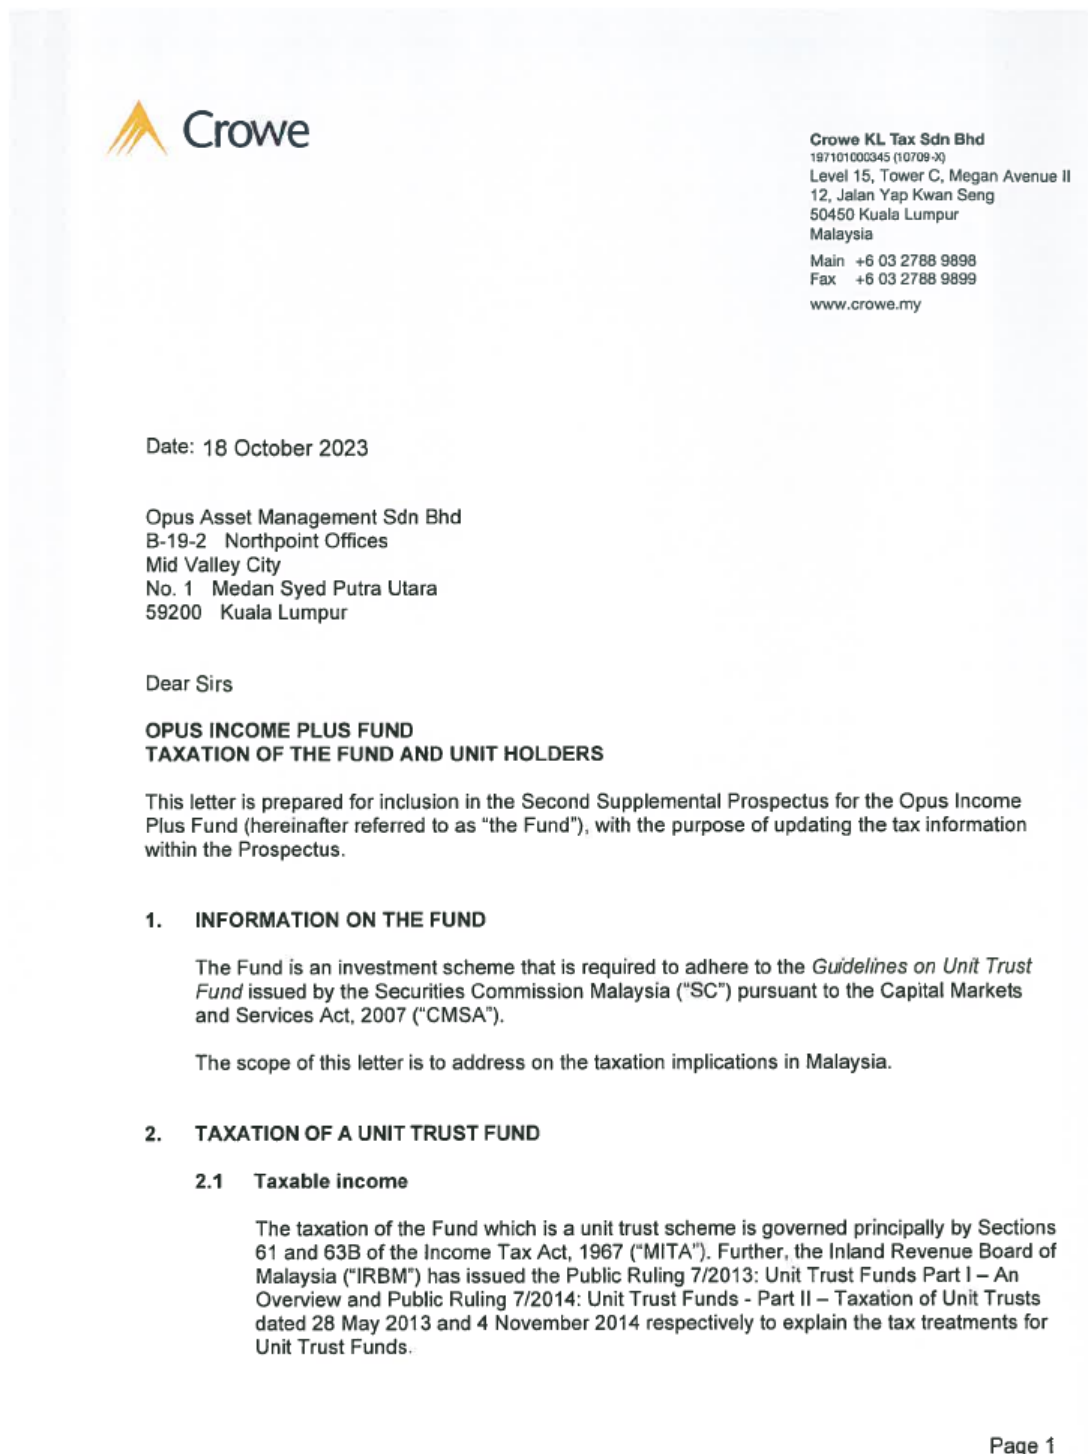 Crowe
Crowe KL Tax Sdn Bhd
197101000345 (10709-X)
Level 15, Tower C, Megan Avenue II
12, Jalan Yap Kwan Seng
50450 Kuala Lumpur
Malaysia
Main +6 03 2788 9898
Fax +6 03 2788 9899
www.crowe.my
Date: 18 October 2023
Opus Asset Management Sdn Bhd
B-19-2 Northpoint Offices
Mid Valley City
No. 1 Medan Syed Putra Utara
59200 Kuala Lumpur
Dear Sirs
OPUS INCOME PLUS FUND
TAXATION OF THE FUND AND UNIT HOLDERS
This letter is prepared for inclusion in the Second Supplemental Prospectus for the Opus Income
Plus Fund (hereinafter referred to as “the Fund”), with the purpose of updating the tax information
within the Prospectus.
1. INFORMATION ON THE FUND
The Fund is an investment scheme that is required to adhere to the Guidelines on Unit Trust
Fund issued by the Securities Commission Malaysia (“SC”) pursuant to the Capital Markets
and Services Act, 2007 (“CMSA”).
The scope of this letter is to address on the taxation implications in Malaysia.
2. TAXATION OF A UNIT TRUST FUND
2.1 Taxable income
The taxation of the Fund which is a unit trust scheme is governed principally by Sections
61 and 63B of the Income Tax Act, 1967 (“MITA”). Further, the Inland Revenue Board of
Malaysia (“IRBM”) has issued the Public Ruling 7/2013: Unit Trust Funds Part I – An
Overview and Public Ruling 7/2014: Unit Trust Funds - Part II – Taxation of Unit Trusts
dated 28 May 2013 and 4 November 2014 respectively to explain the tax treatments for
Unit Trust Funds.
Page 1